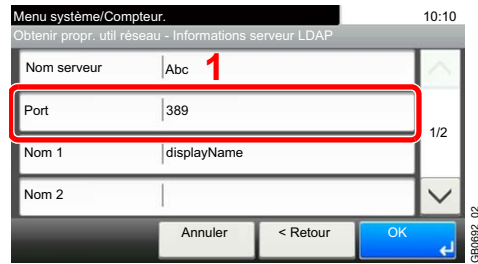 Menu système/Compteur. 10:10
Obtenir propr. util réseau - Informations serveur LDAP
Nom serveur Abc 1
Port 389
1/2
Nom 1 displayName
Nom 2
Annuler < Retour OK
GB0692_02